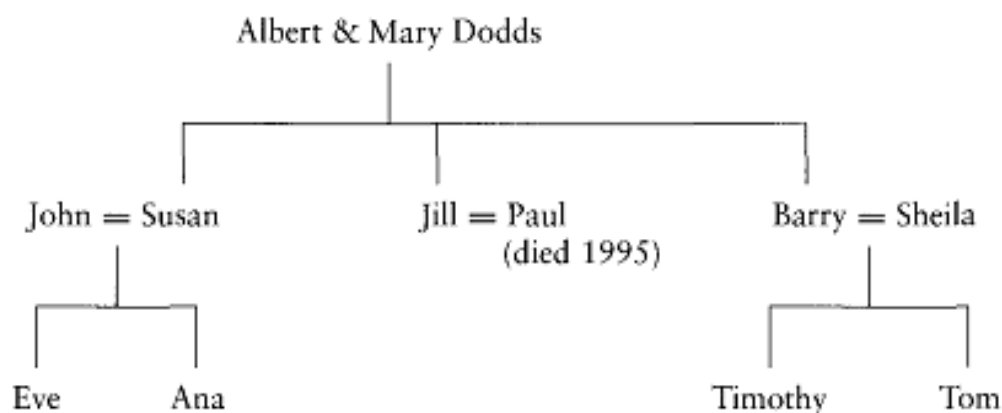 Albert & Mary Dodds
John = Susan
Jill = Paul
(died 1995)
Barry = Sheila
Eve
Ana
Timothy
Tom